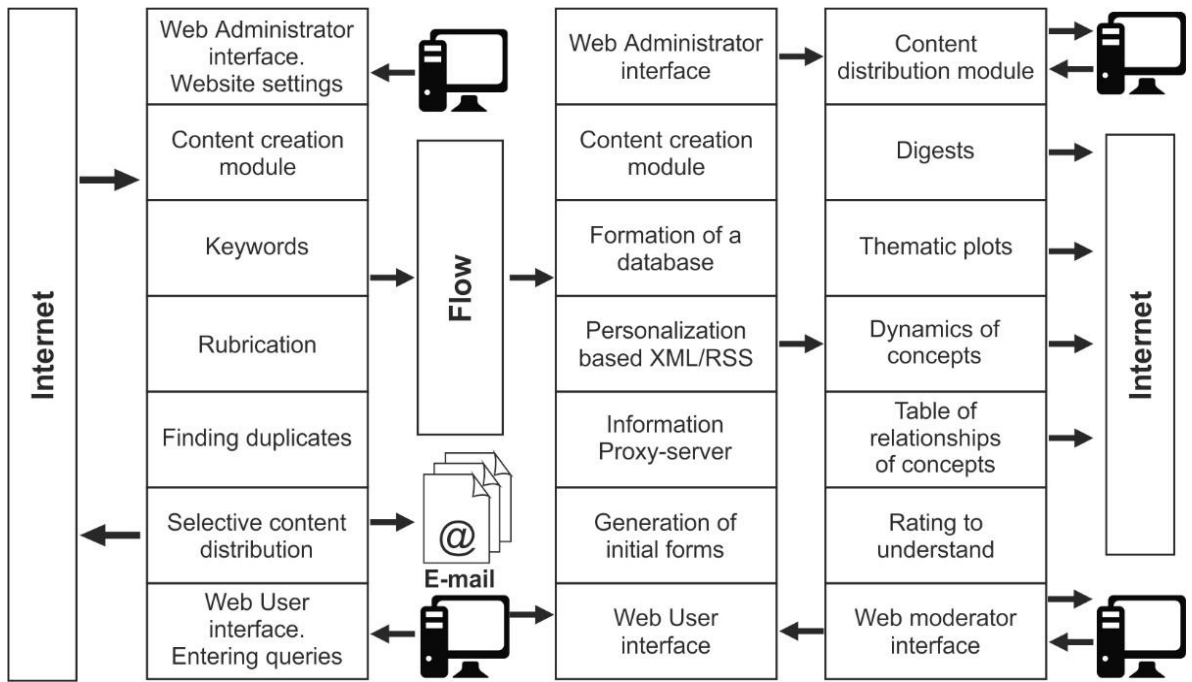 Internet
Web Administrator
interface.
Website settings
Content creation
module
Keywords
Rubrication
Finding duplicates
Selective content
distribution
Web User
interface.
Entering queries
Flow
@
E-mail
Web Administrator
interface
Content creation
module
Formation of a
database
Personalization
based XML/RSS
Information
Proxy-server
Generation of
initial forms
Web User
interface
Content
distribution module
Digests
Thematic plots
Dynamics of
concepts
Table of
relationships
of concepts
Rating to
understand
Web moderator
interface
Internet